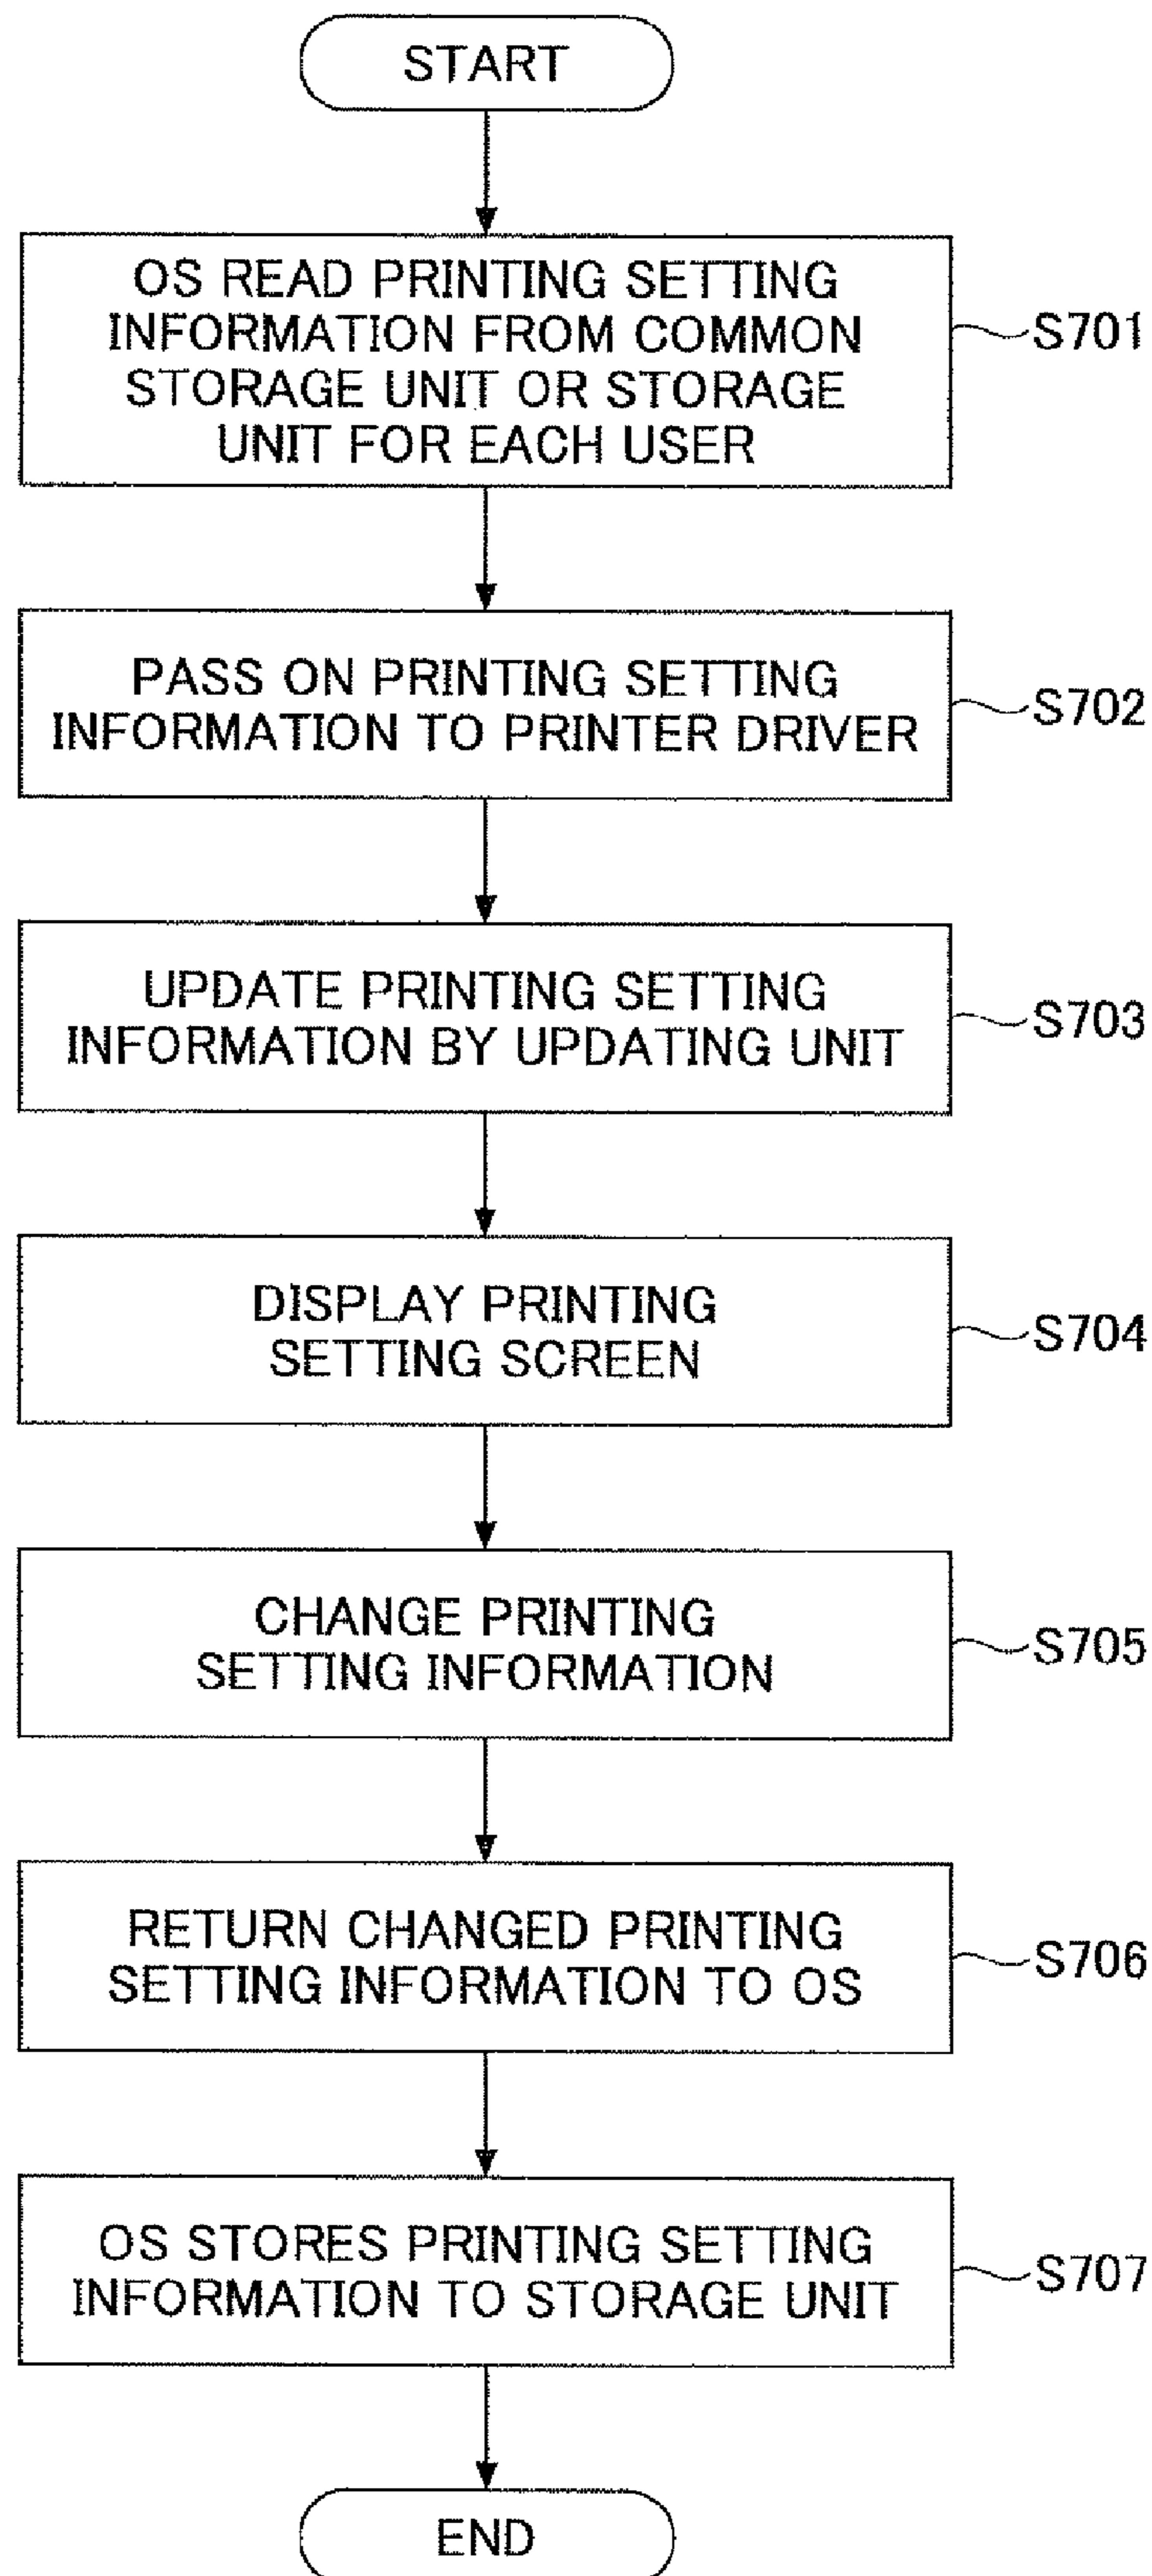 START
OS READ PRINTING SETTING
INFORMATION FROM COMMON
STORAGE UNIT OR STORAGE
UNIT FOR EACH USER
S701
PASS ON PRINTING SETTING
INFORMATION TO PRINTER DRIVER
S702
UPDATE PRINTING SETTING
INFORMATION BY UPDATING UNIT
S703
DISPLAY PRINTING
SETTING SCREEN
S704
CHANGE PRINTING
SETTING INFORMATION
S705
RETURN CHANGED PRINTING
SETTING INFORMATION TO OS
S706
OS STORES PRINTING SETTING
INFORMATION TO STORAGE UNIT
S707
END